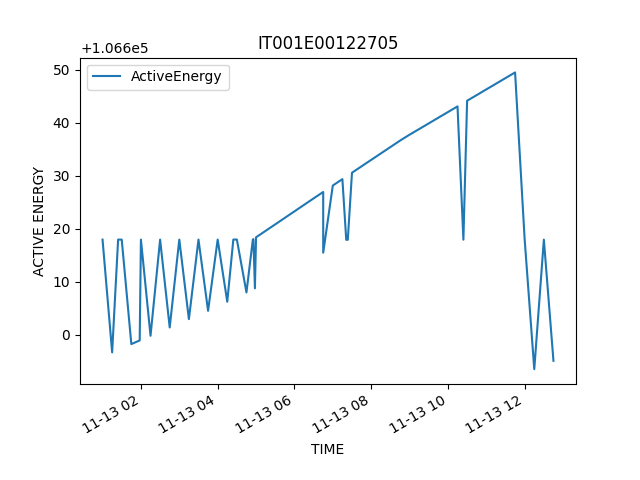 IT001E00122705
+1.066e5
ActiveEnergy
50
40
30
20
10
0
ACTIVE ENERGY
11-13 02
11-13 04
11-13 06
11-13 08
11-13 10
11-13 12
TIME